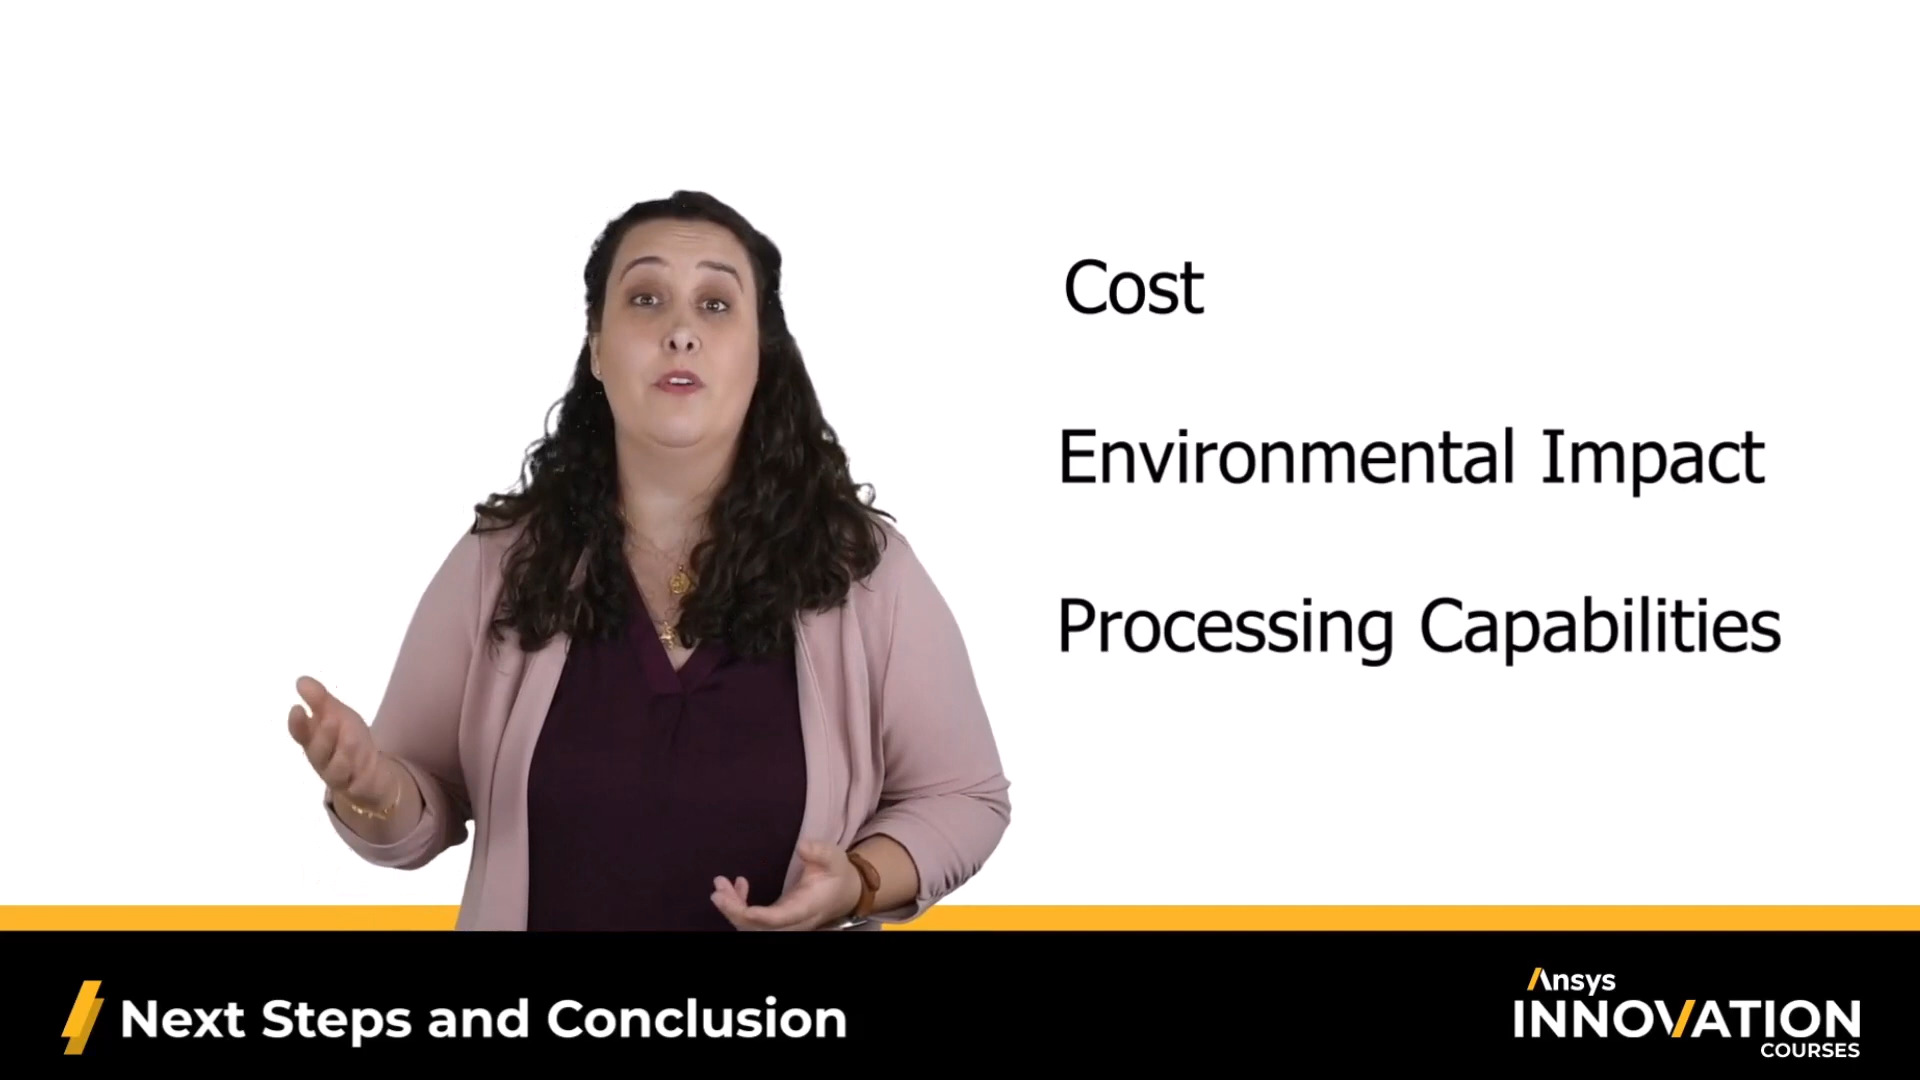 Cost
Environmental Impact
Processing Capabilities
Next Steps and Conclusion
Ansys
INNOVATION
COURSES